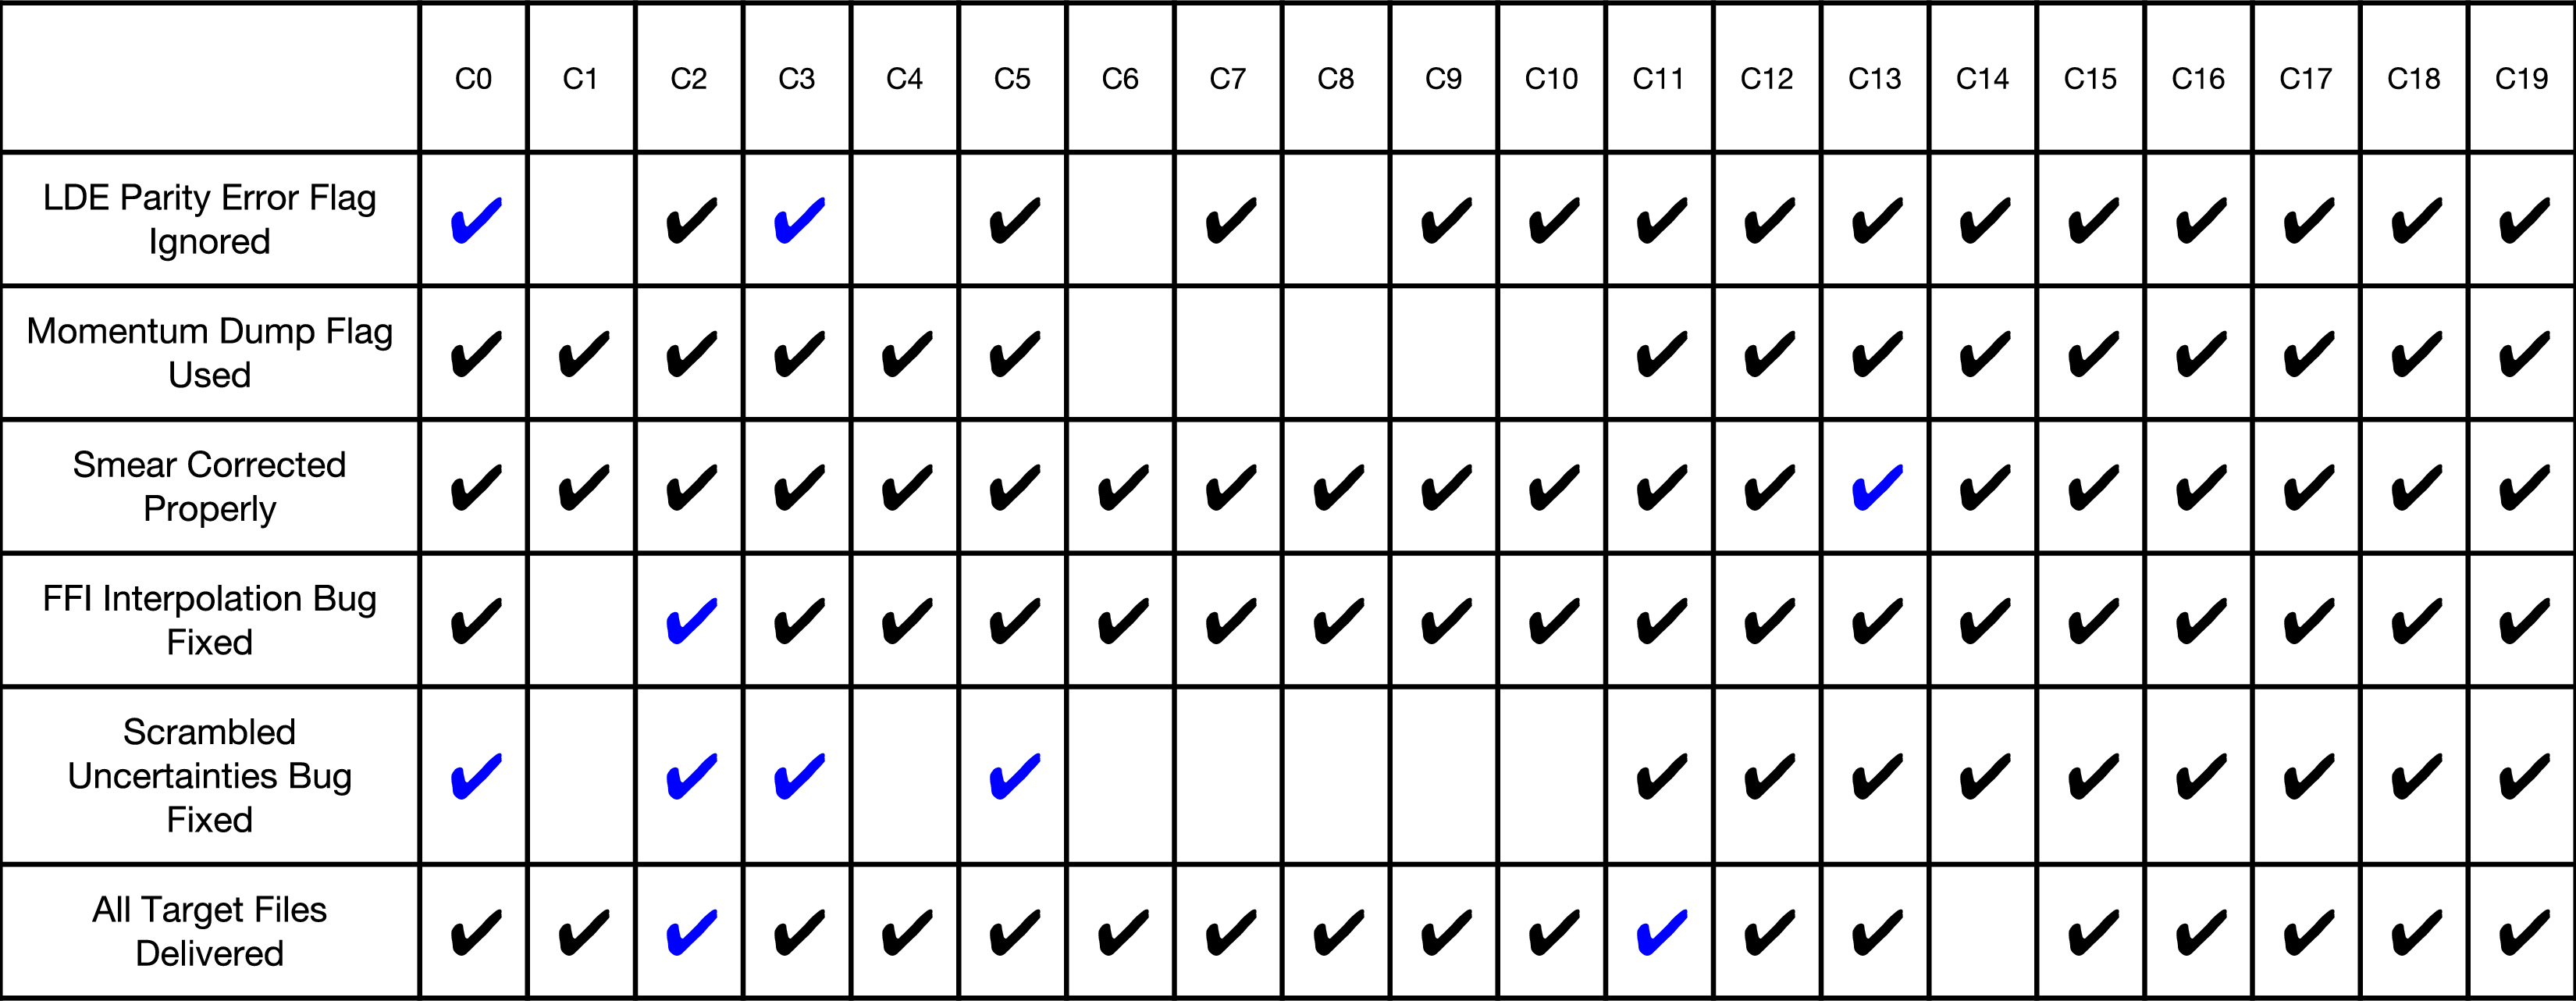 C0 C1 C2 C3 C4 C5 C6 C7 C8 C9 C10 C11 C12 C13 C14 C15 C16 C17 C18 C19
LDE Parity Error Flag
Ignored
✔ ✔ ✔ ✔ ✔ ✔ ✔ ✔ ✔ ✔ ✔ ✔ ✔ ✔ ✔ ✔
Momentum Dump Flag
Used
✔ ✔ ✔ ✔ ✔ ✔ ✔ ✔ ✔ ✔ ✔ ✔ ✔ ✔ ✔
Smear Corrected
Properly
✔ ✔ ✔ ✔ ✔ ✔ ✔ ✔ ✔ ✔ ✔ ✔ ✔ ✔ ✔ ✔ ✔ ✔ ✔ ✔
FFI Interpolation Bug
Fixed
✔ ✔ ✔ ✔ ✔ ✔ ✔ ✔ ✔ ✔ ✔ ✔ ✔ ✔ ✔ ✔ ✔ ✔ ✔
Scrambled
Uncertainties Bug
Fixed
✔ ✔ ✔ ✔ ✔ ✔ ✔ ✔ ✔ ✔ ✔ ✔ ✔
All Target Files
Delivered
✔ ✔ ✔ ✔ ✔ ✔ ✔ ✔ ✔ ✔ ✔ ✔ ✔ ✔ ✔ ✔ ✔ ✔ ✔